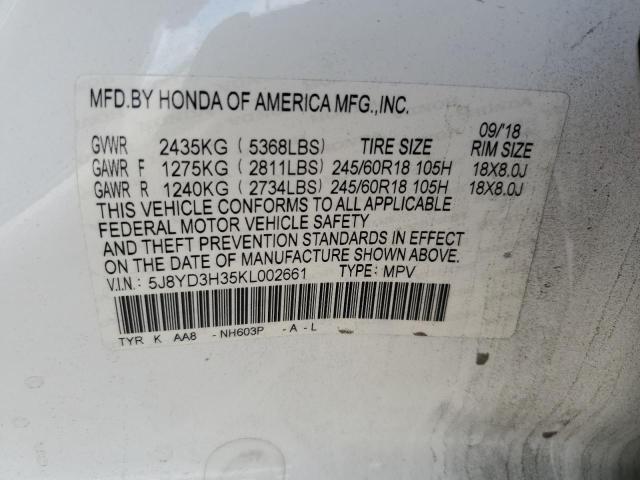 MFD.BY HONDA OF AMERICA MFG.,INC.
09/'18
GVWR 2435KG ( 5368LBS) TIRE SIZE RIM SIZE
GAWR F 1275KG ( 2811LBS) 245/60R18 105H 18X8.0J
GAWR R 1240KG ( 2734LBS) 245/60R18 105H 18X8.0J
THIS VEHICLE CONFORMS TO ALL APPLICABLE
FEDERAL MOTOR VEHICLE SAFETY
AND THEFT PREVENTION STANDARDS IN EFFECT
ON THE DATE OF MANUFACTURE SHOWN ABOVE.
V.I.N.: 5J8YD3H35KL002661 TYPE: MPV
TYR K AA8 -NH603P -A-L